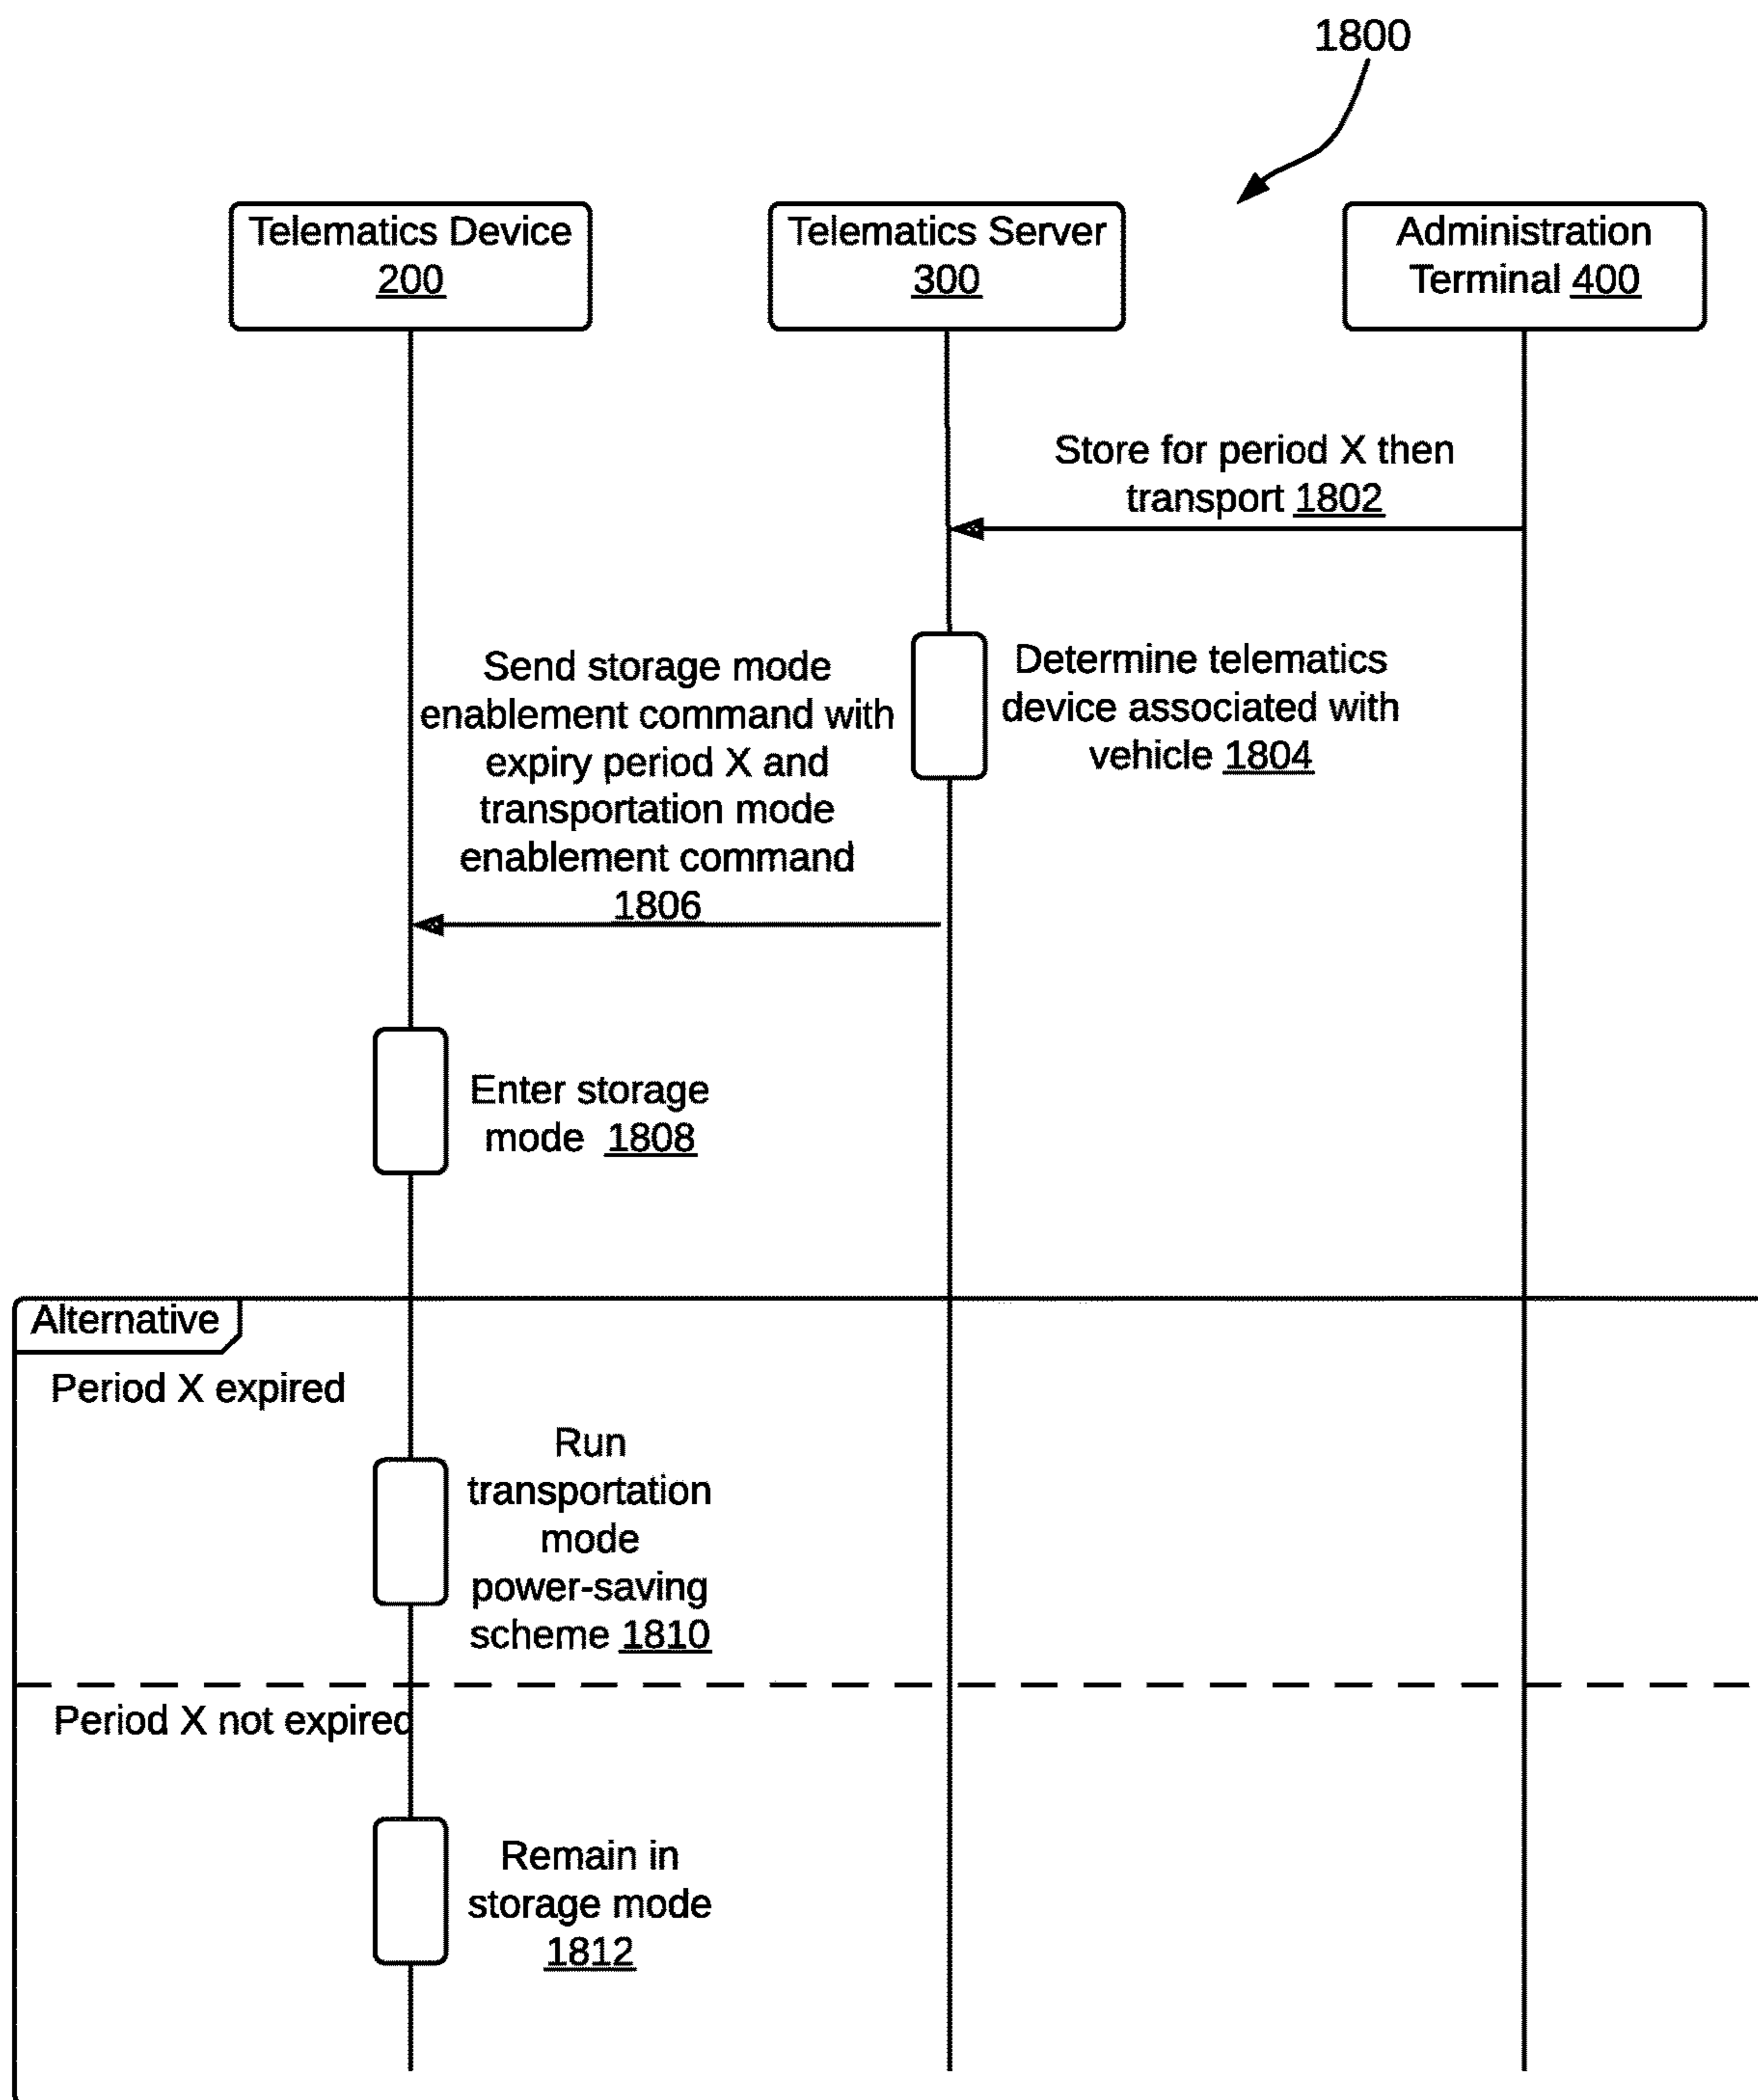 1800
Telematics Device
200
Telematics Server
300
Administration
Terminal 400
Store for period X then
transport 1802
Determine telematics
device associated with
vehicle 1804
Send storage mode
enablement command with
expiry period X and
transportation mode
enablement command
1806
Enter storage
mode 1808
Alternative
Period X expired
Run
transportation
mode
power-saving
scheme 1810
Period X not expired
Remain in
storage mode
1812